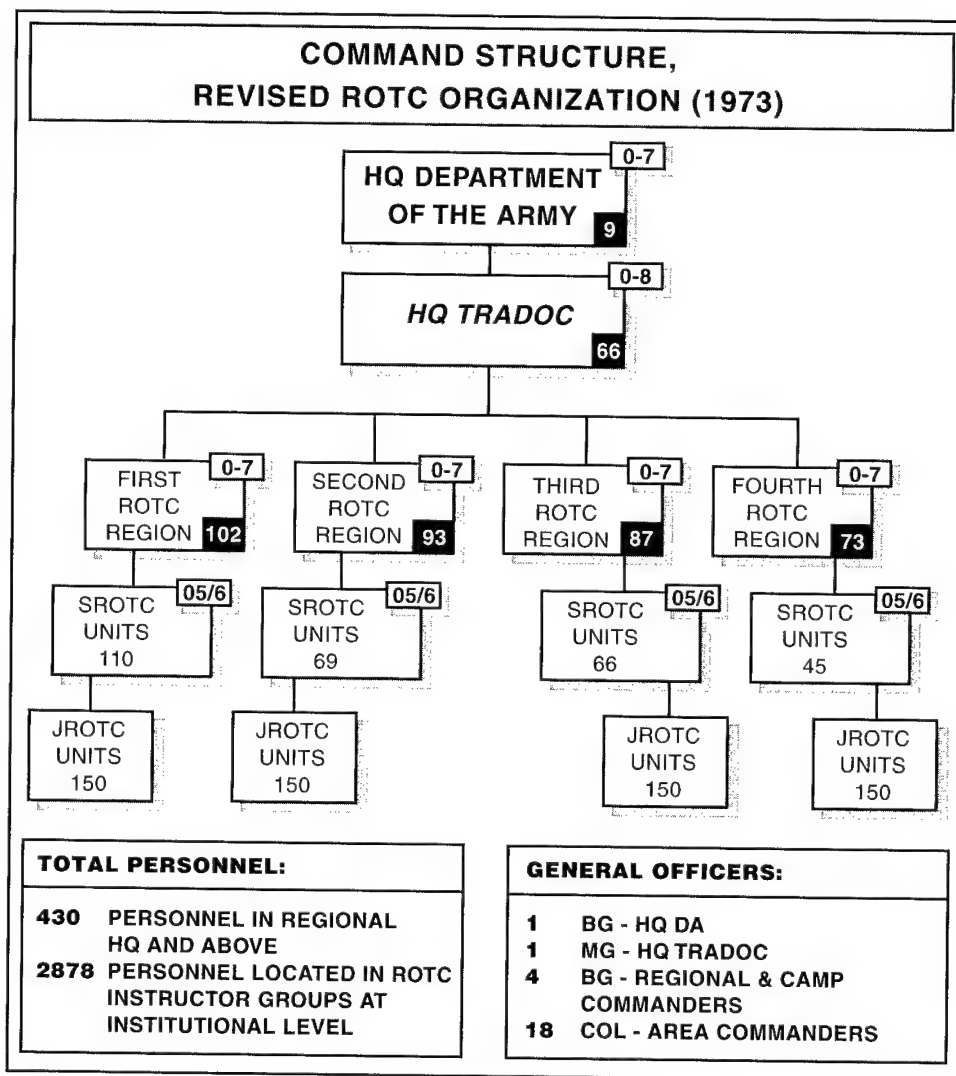 COMMAND STRUCTURE,
REVISED ROTC ORGANIZATION (1973)
0-7
HQ DEPARTMENT
OF THE ARMY
9
0-8
HQ TRADOC
66
0-7
FIRST
ROTC
REGION
102
0-7
SECOND
ROTC
REGION
93
0-7
THIRD
ROTC
REGION
87
0-7
FOURTH
ROTC
REGION
73
05/6
SROTC
UNITS
110
05/6
SROTC
UNITS
69
05/6
SROTC
UNITS
66
05/6
SROTC
UNITS
45
JROTC
UNITS
150
JROTC
UNITS
150
JROTC
UNITS
150
JROTC
UNITS
150
TOTAL PERSONNEL:
430 PERSONNEL IN REGIONAL
HQ AND ABOVE
2878 PERSONNEL LOCATED IN ROTC
INSTRUCTOR GROUPS AT
INSTITUTIONAL LEVEL
GENERAL OFFICERS:
1 BG - HQ DA
1 MG - HQ TRADOC
4 BG - REGIONAL & CAMP
COMMANDERS
18 COL - AREA COMMANDERS